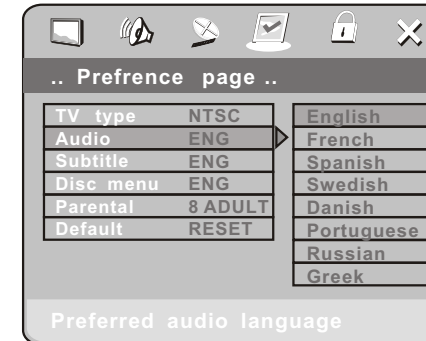 .. Prefrence page ..
TV type NTSC
Audio ENG
Subtitle ENG
Disc menu ENG
Parental 8 ADULT
Default RESET
English
French
Spanish
Swedish
Danish
Portuguese
Russian
Greek
Preferred audio language